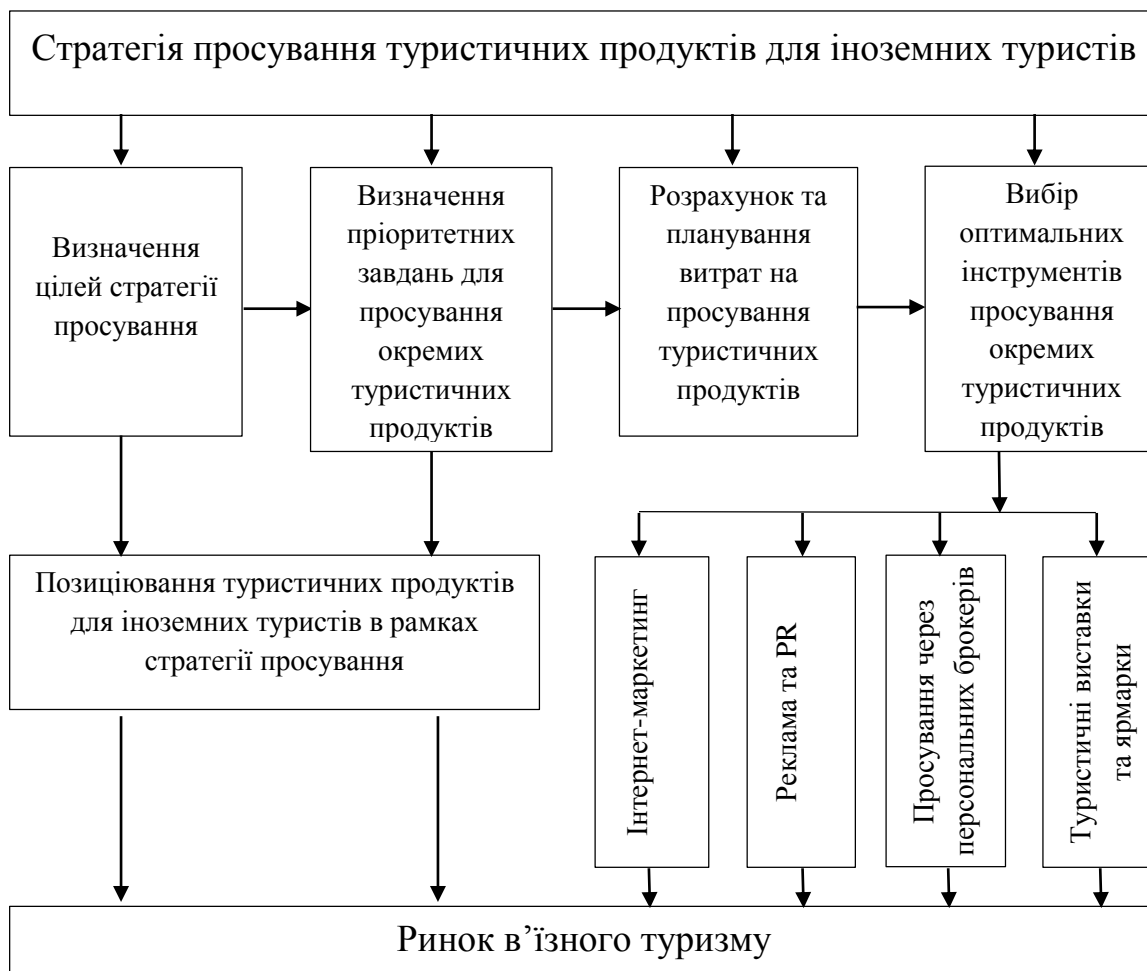 Стратегія просування туристичних продуктів для іноземних туристів
Визначення
цілей стратегії
просування
Визначення
пріоритетних
завдань для
просування
окремих
туристичних
продуктів
Розрахунок та
планування
витрат на
просування
туристичних
продуктів
Вибір
оптимальних
інструментів
просування
окремих
туристичних
продуктів
Позиціювання туристичних продуктів
для іноземних туристів в рамках
стратегії просування
Інтернет-маркетинг
Реклама та PR
Просування через
персональних брокерів
Туристичні виставки
та ярмарки
Ринок в’їзного туризму